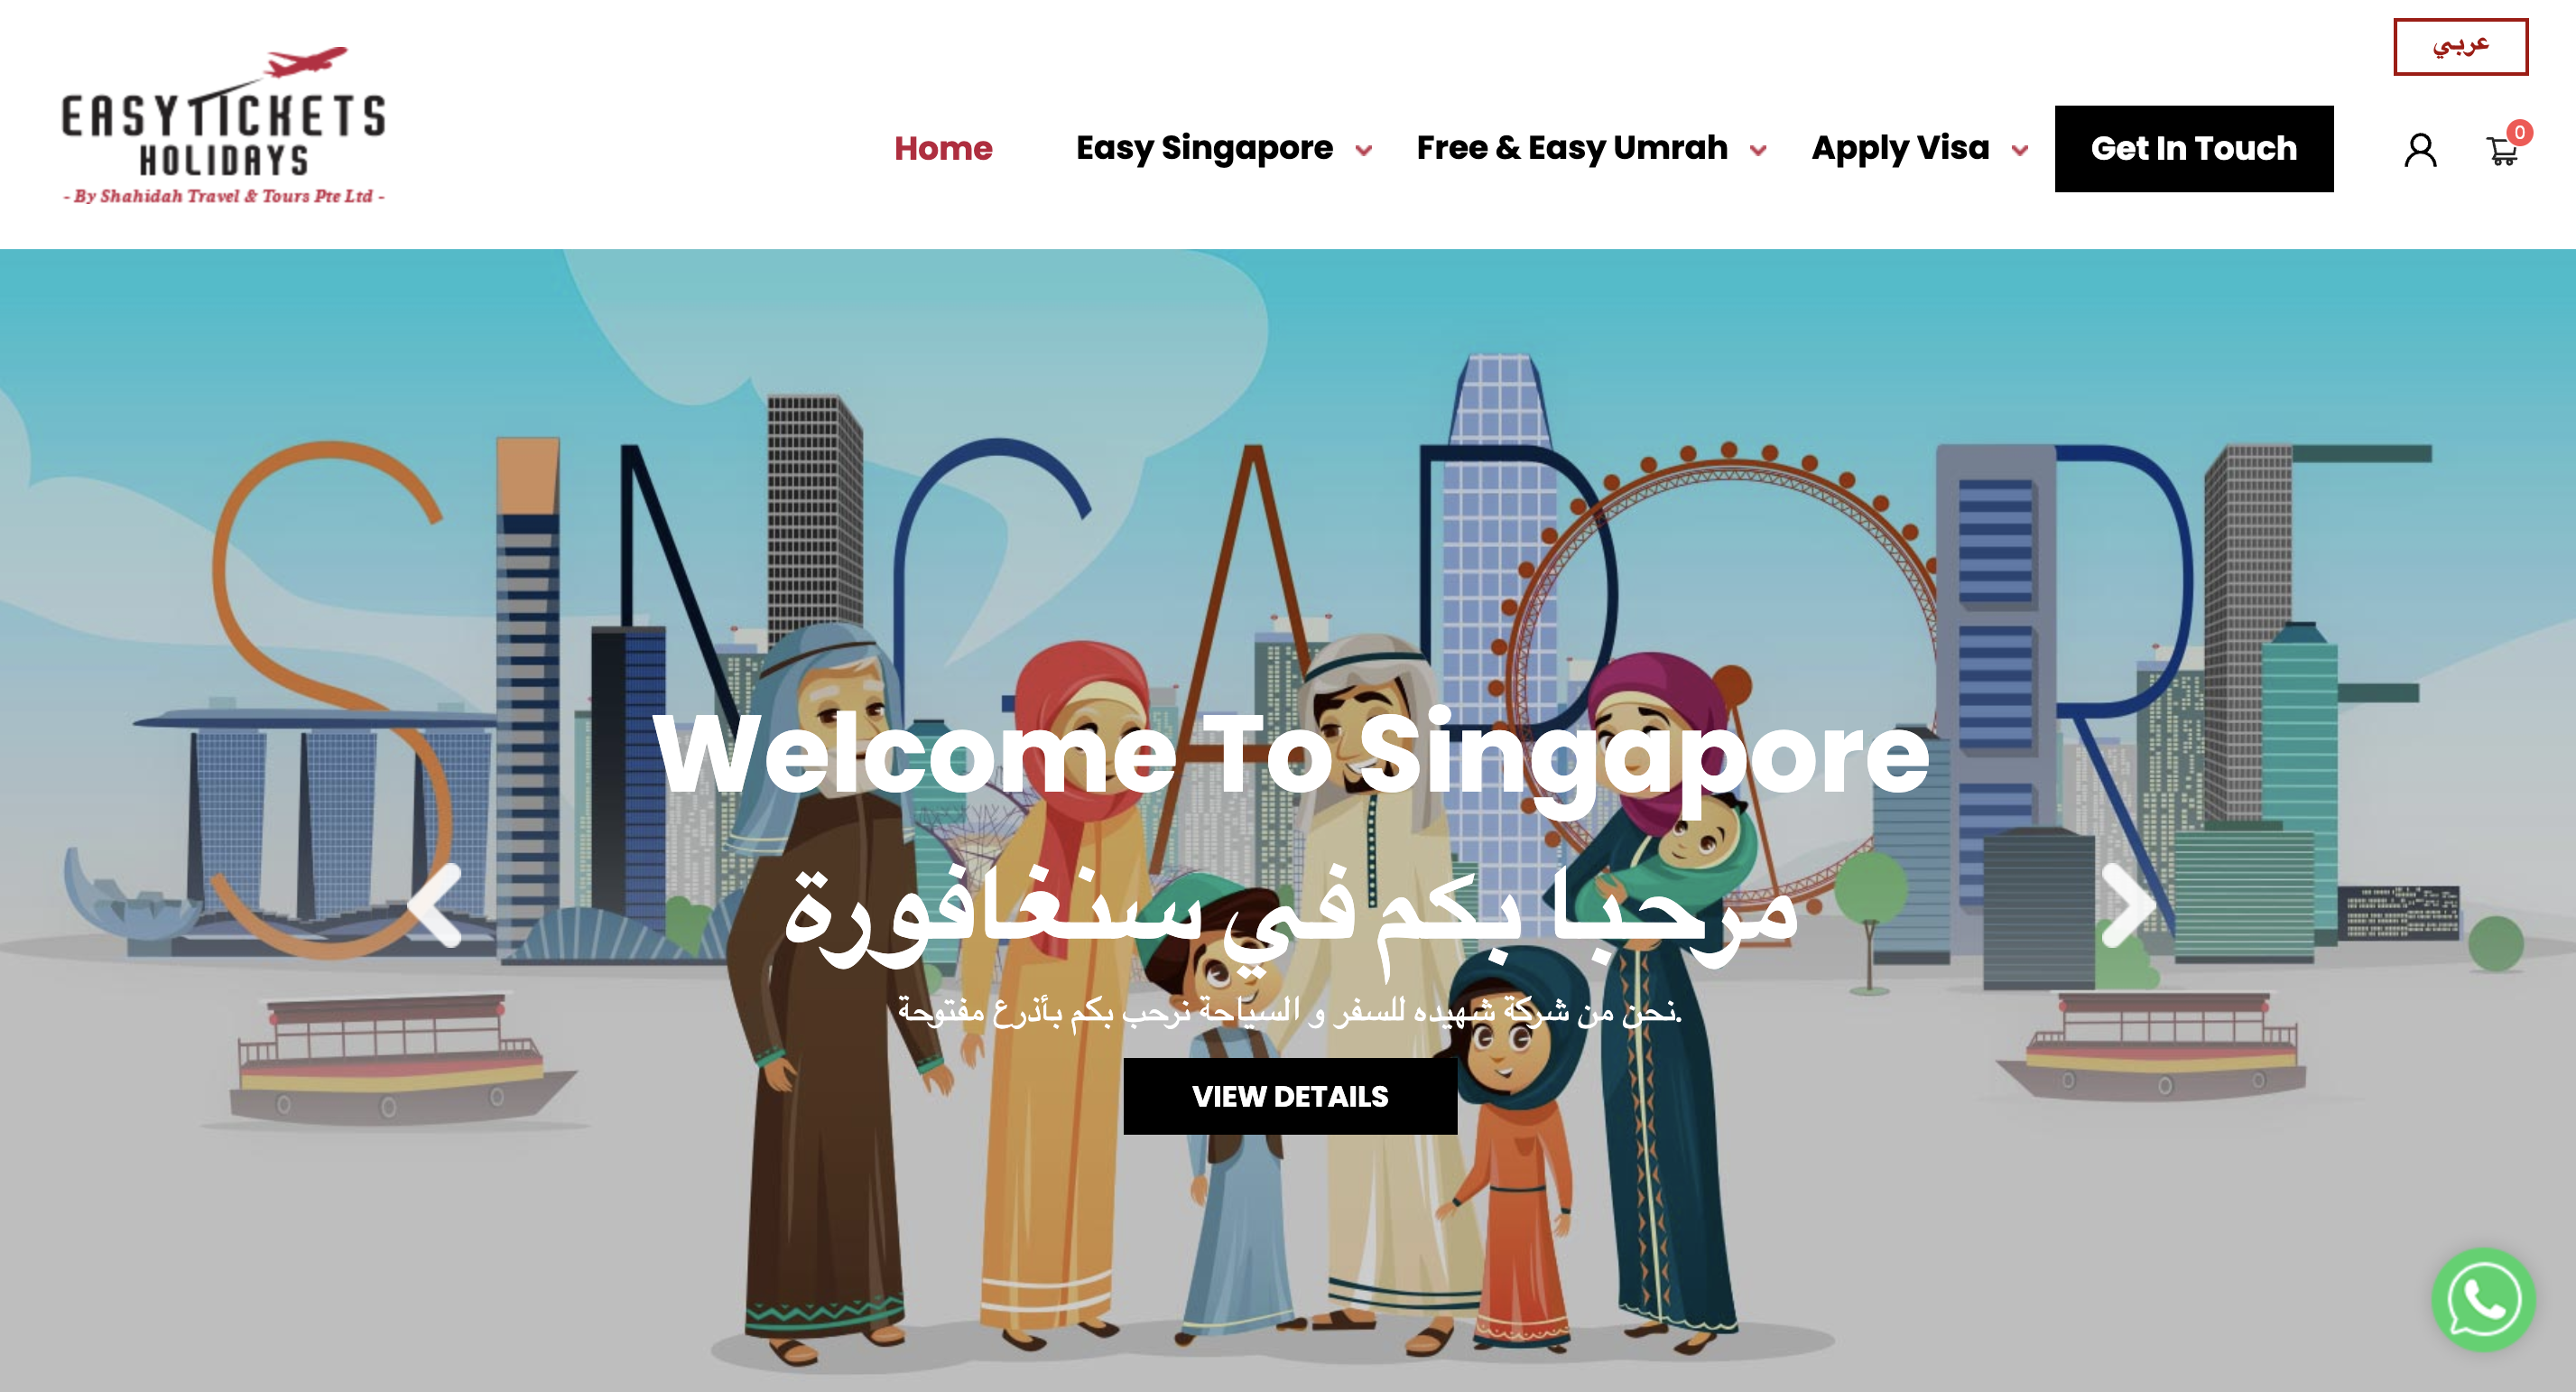 عربي
EASYTICKETS
HOLIDAYS
- By Shahidah Travel & Tours Pte Ltd -
Home
Easy Singapore
Free & Easy Umrah
Apply Visa
Get In Touch
0
SINGAPORE
Welcome To Singapore
مرحبا بكم في سنغافورة
نحن من شركة شهيده للسفر و السياحة نرحب بكم بأذرع مفتوحة.
VIEW DETAILS